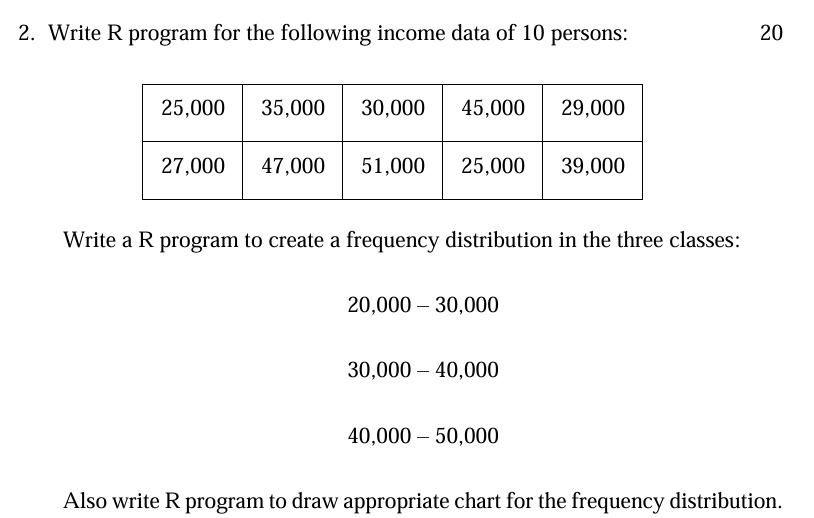 2. Write R program for the following income data of 10 persons: 20
25,000 35,000 30,000 45,000 29,000
27,000 47,000 51,000 25,000 39,000
Write a R program to create a frequency distribution in the three classes:
20,000 – 30,000
30,000 – 40,000
40,000 – 50,000
Also write R program to draw appropriate chart for the frequency distribution.